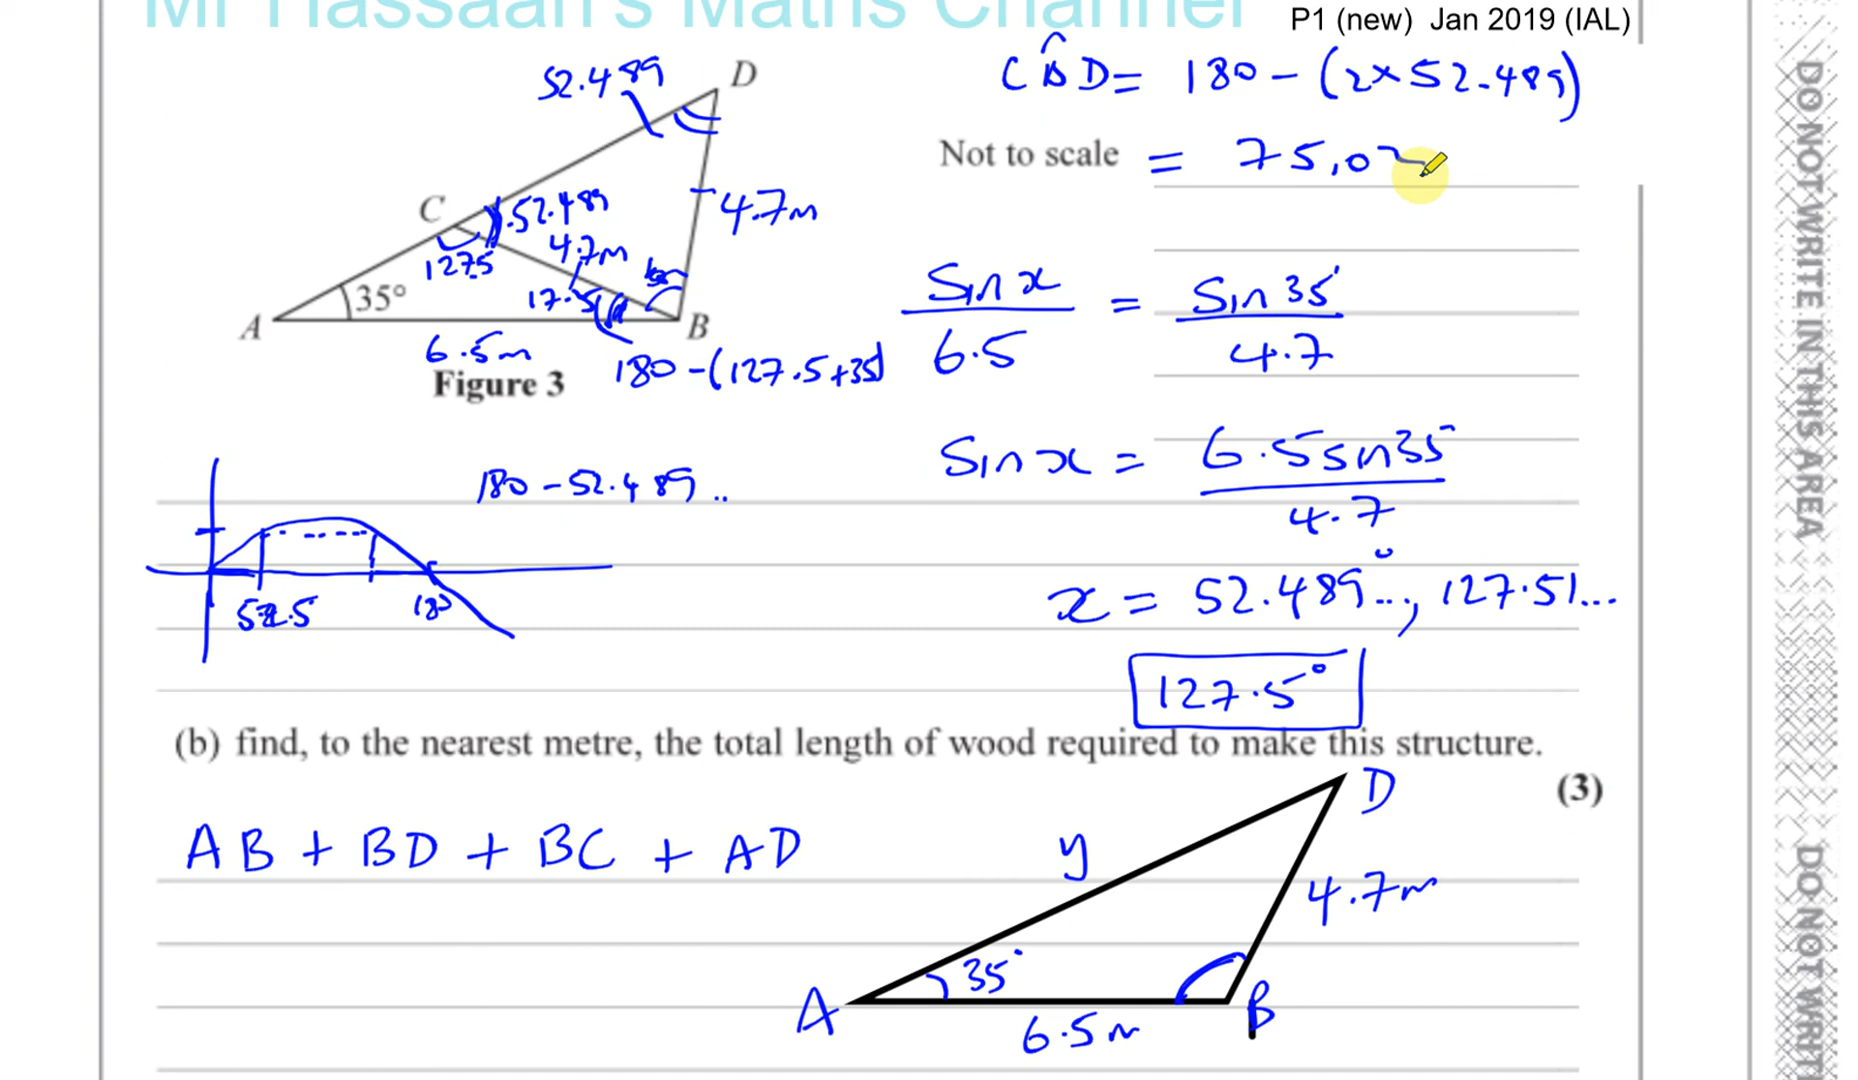 Mr Hassaan's Maths Channel
P1 (new) Jan 2019 (IAL)
CBD = 180 - (2×52.489)
Not to scale = 75.02
D
52.489
4.7m
C
52.489
4.7m
127.5
17.5
35°
A
B
6.5m
180-(127.5+35)
Figure 3
Sin x / 6.5 = Sin 35° / 4.7
Sin x = 6.5 sin 35° / 4.7
180 - 52.489..
x = 52.489°..., 127.51...
52.5
180
127.5°
(b) find, to the nearest metre, the total length of wood required to make this structure.
(3)
AB + BD + BC + AD
D
y
4.7m
35°
A
B
6.5m
DO NOT WRITE IN THIS AREA
DO NOT WRIT